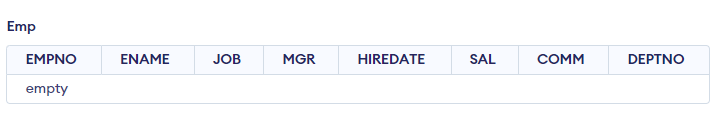 Emp
EMPNO ENAME JOB MGR HIREDATE SAL COMM DEPTNO
empty